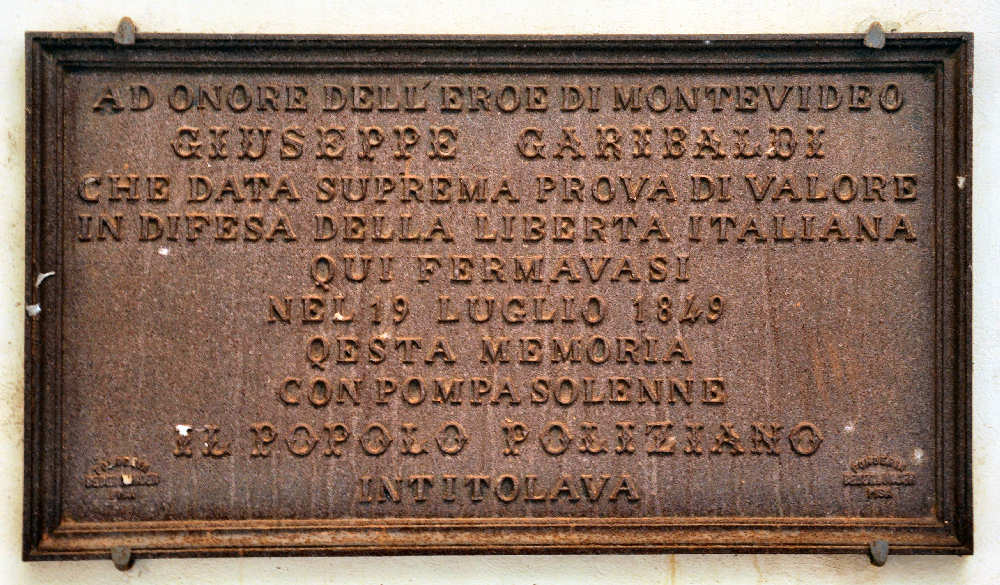 AD ONORE DELL'EROE DI MONTEVIDEO
GIUSEPPE GARIBALDI
CHE DATA SUPREMA PROVA DI VALORE
IN DIFESA DELLA LIBERTA ITALIANA
QUI FERMAVASI
NEL 19 LUGLIO 1849
QESTA MEMORIA
CON POMPA SOLENNE
IL POPOLO POLIZIANO
INTITOLAVA